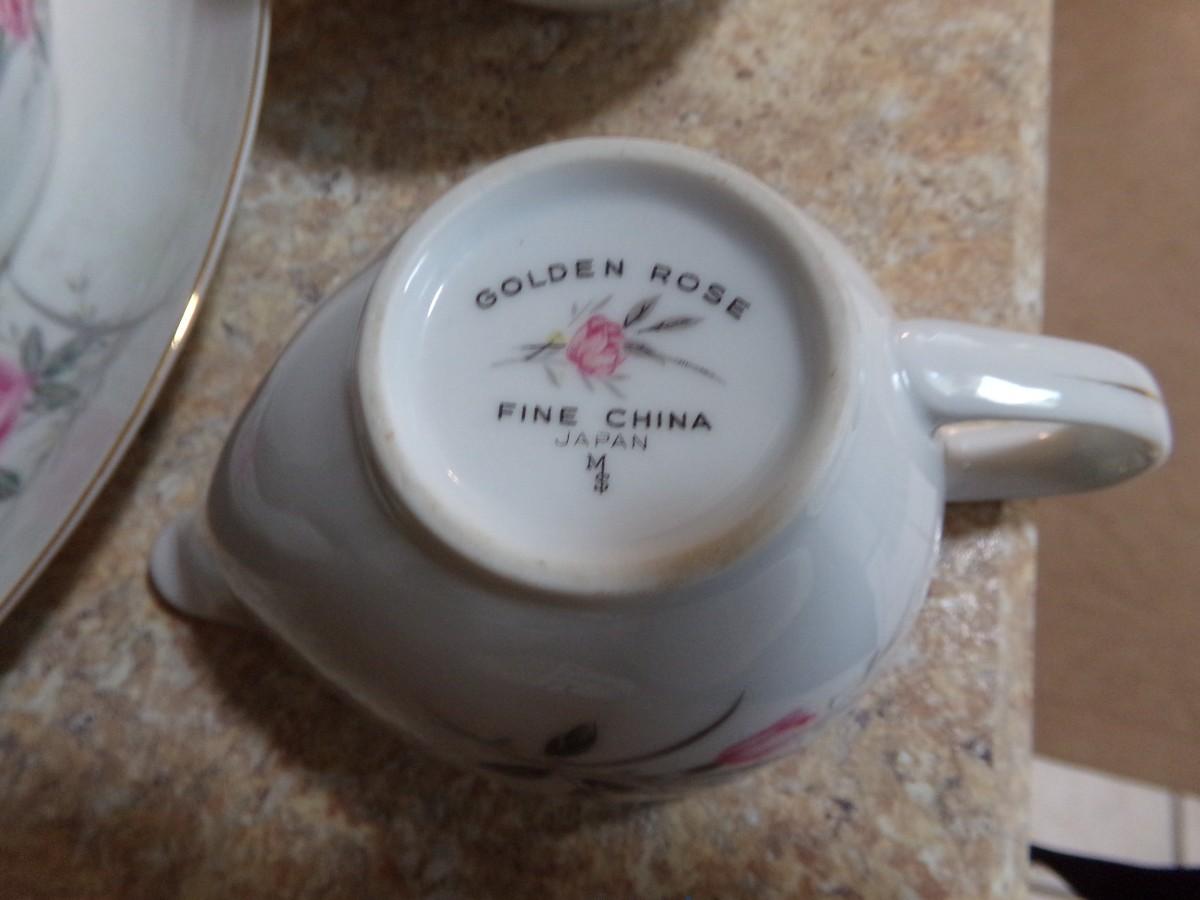 GOLDEN ROSE
FINE CHINA
JAPAN
M